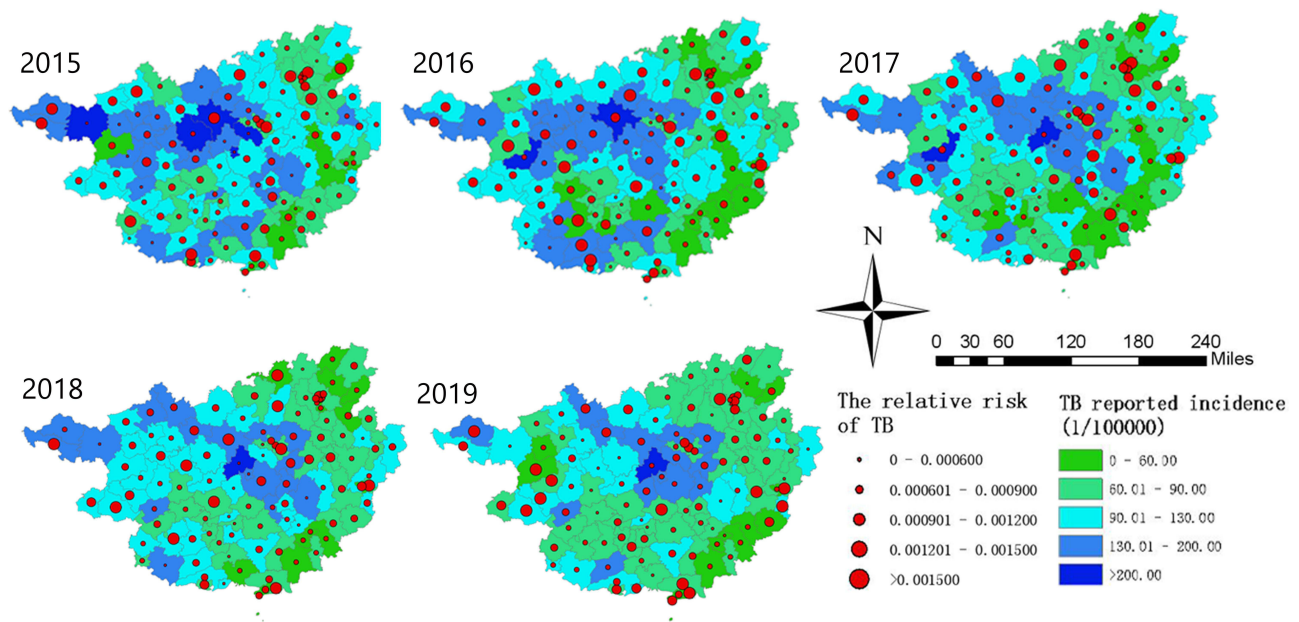 2015
2016
2017
N
0 30 60 120 180 240
Miles
2018
2019
The relative risk
of TB
0 - 0.000600
0.000601 - 0.000900
0.000901 - 0.001200
0.001201 - 0.001500
>0.001500
TB reported incidence
(1/100000)
0 - 60.00
60.01 - 90.00
90.01 - 130.00
130.01 - 200.00
>200.00